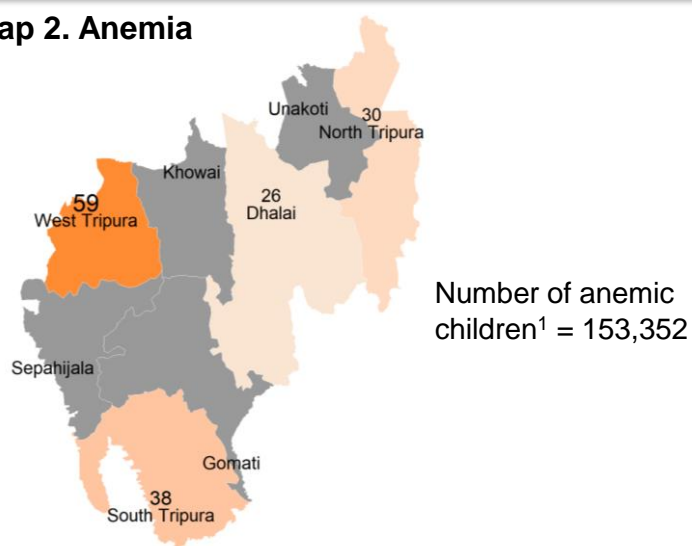 ap 2. Anemia
Unakoti
30
North Tripura
Khowai
26
Dhalai
59
West Tripura
Number of anemic
children¹ = 153,352
Sepahijala
Gomati
38
South Tripura